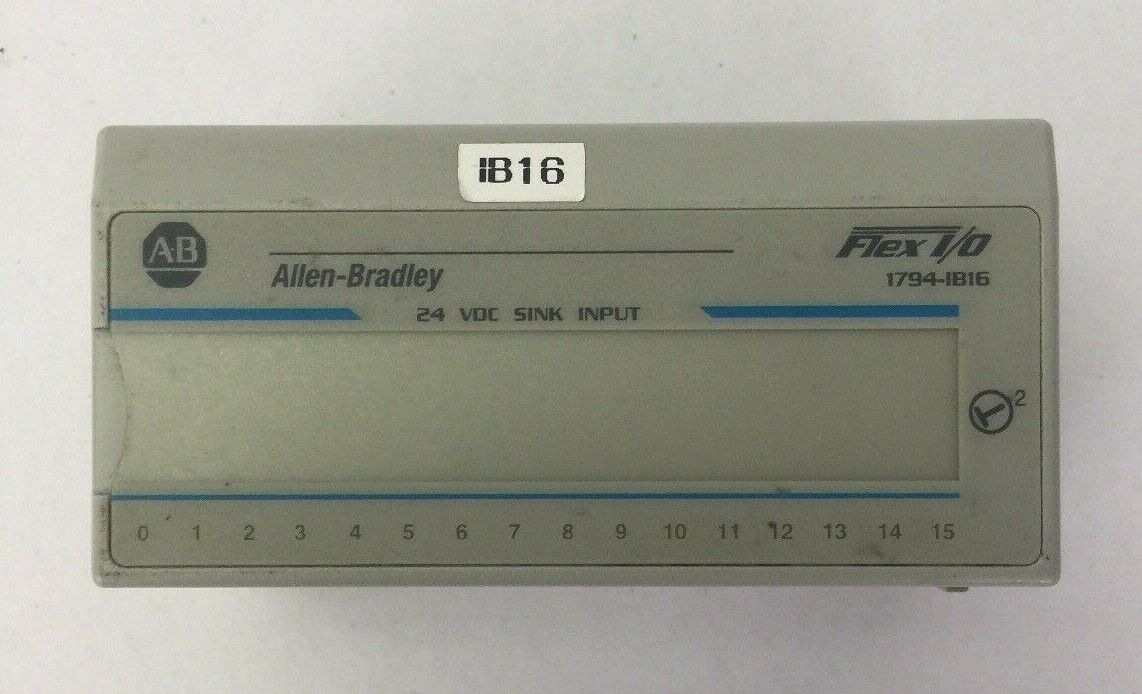 IB16
A-B
Allen-Bradley
Flex I/O
1794-IB16
24 VDC SINK INPUT
2
0 1 2 3 4 5 6 7 8 9 10 11 12 13 14 15